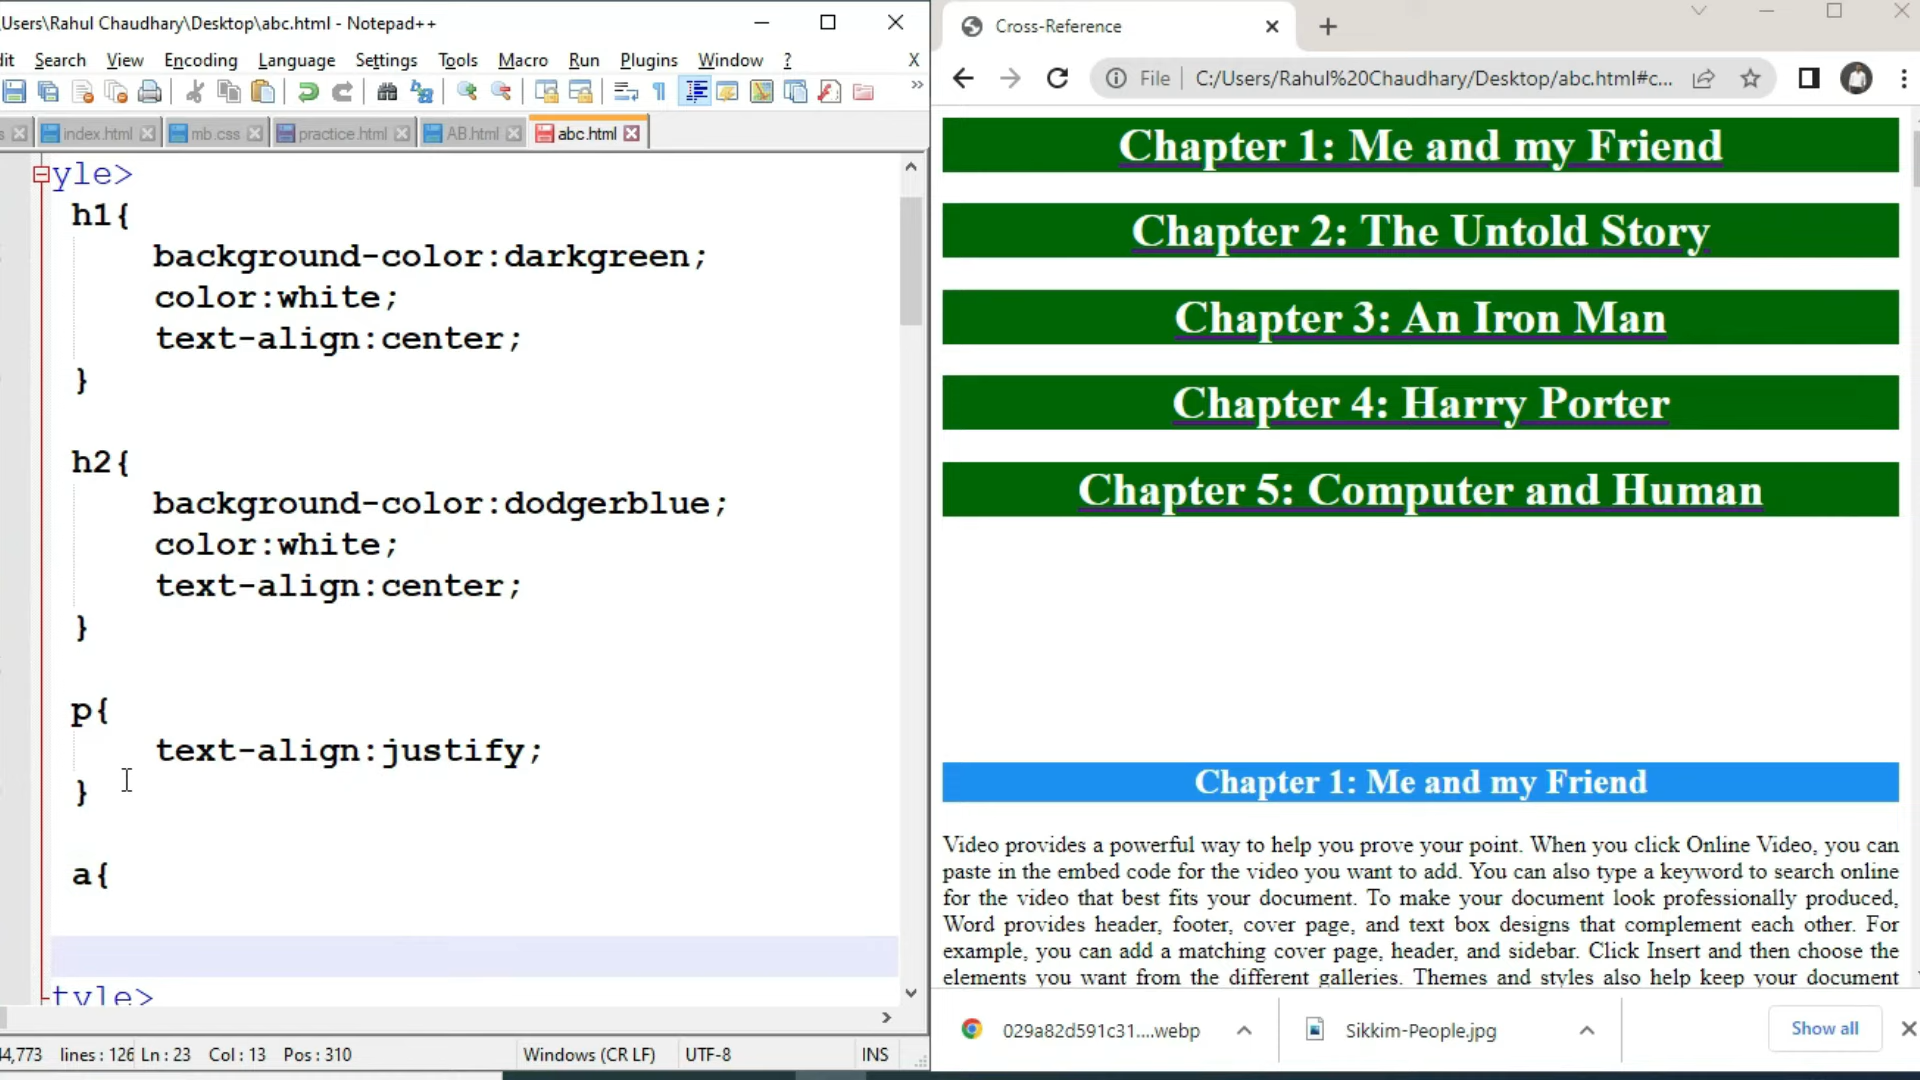 Users\Rahul Chaudhary\Desktop\abc.html - Notepad++
dit Search View Encoding Language Settings Tools Macro Run Plugins Window ? X
s index.html mb.css practice.html AB.html abc.html
yle>
h1{
background-color:darkgreen;
color:white;
text-align:center;
}
h2{
background-color:dodgerblue;
color:white;
text-align:center;
}
p{
text-align:justify;
}
a{
tyle>
44,773 lines : 126 Ln : 23 Col : 13 Pos : 310 Windows (CR LF) UTF-8 INS
Cross-Reference
File C:/Users/Rahul%20Chaudhary/Desktop/abc.html#c...
Chapter 1: Me and my Friend
Chapter 2: The Untold Story
Chapter 3: An Iron Man
Chapter 4: Harry Porter
Chapter 5: Computer and Human
Chapter 1: Me and my Friend
Video provides a powerful way to help you prove your point. When you click Online Video, you can
paste in the embed code for the video you want to add. You can also type a keyword to search online
for the video that best fits your document. To make your document look professionally produced,
Word provides header, footer, cover page, and text box designs that complement each other. For
example, you can add a matching cover page, header, and sidebar. Click Insert and then choose the
elements you want from the different galleries. Themes and styles also help keep your document
029a82d591c31....webp
Sikkim-People.jpg
Show all